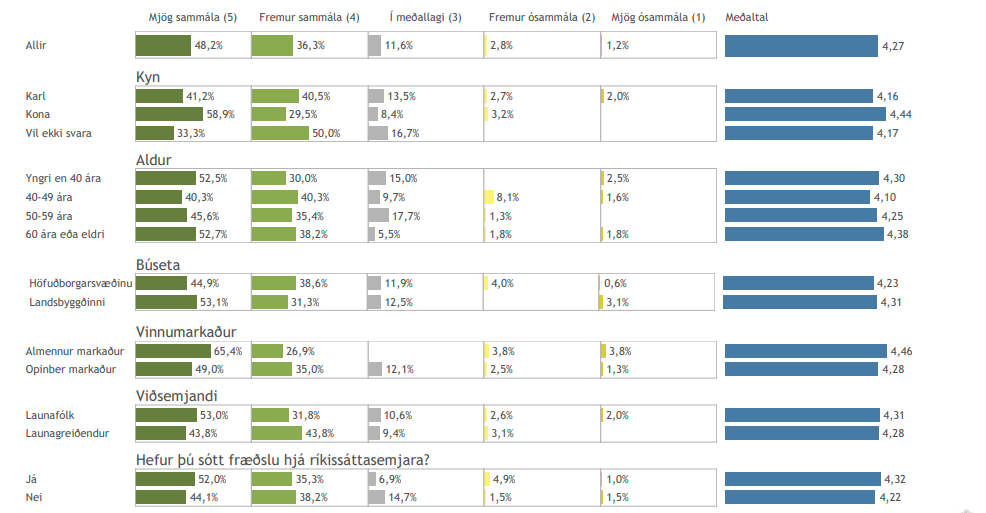 Mjög sammála (5) Fremur sammála (4) Í meðallagi (3) Fremur ósammála (2) Mjög ósammála (1) Meðaltal
Allir 48,2% 36,3% 11,6% 2,8% 1,2% 4,27
Kyn
Karl 41,2% 40,5% 13,5% 2,7% 2,0% 4,16
Kona 58,9% 29,5% 8,4% 3,2% 4,44
Vil ekki svara 33,3% 50,0% 16,7% 4,17
Aldur
Yngri en 40 ára 52,5% 30,0% 15,0% 2,5% 4,30
40-49 ára 40,3% 40,3% 9,7% 8,1% 1,6% 4,10
50-59 ára 45,6% 35,4% 17,7% 1,3% 4,25
60 ára eða eldri 52,7% 38,2% 5,5% 1,8% 1,8% 4,38
Búseta
Höfuðborgarsvæðinu 44,9% 38,6% 11,9% 4,0% 0,6% 4,23
Landsbyggðinni 53,1% 31,3% 12,5% 3,1% 4,31
Vinnumarkaður
Almennur markaður 65,4% 26,9% 3,8% 3,8% 4,46
Opinber markaður 49,0% 35,0% 12,1% 2,5% 1,3% 4,28
Viðsemjandi
Launafólk 53,0% 31,8% 10,6% 2,6% 2,0% 4,31
Launagreiðendur 43,8% 43,8% 9,4% 3,1% 4,28
Hefur þú sótt fræðslu hjá ríkissáttasemjara?
Já 52,0% 35,3% 6,9% 4,9% 1,0% 4,32
Nei 44,1% 38,2% 14,7% 1,5% 1,5% 4,22